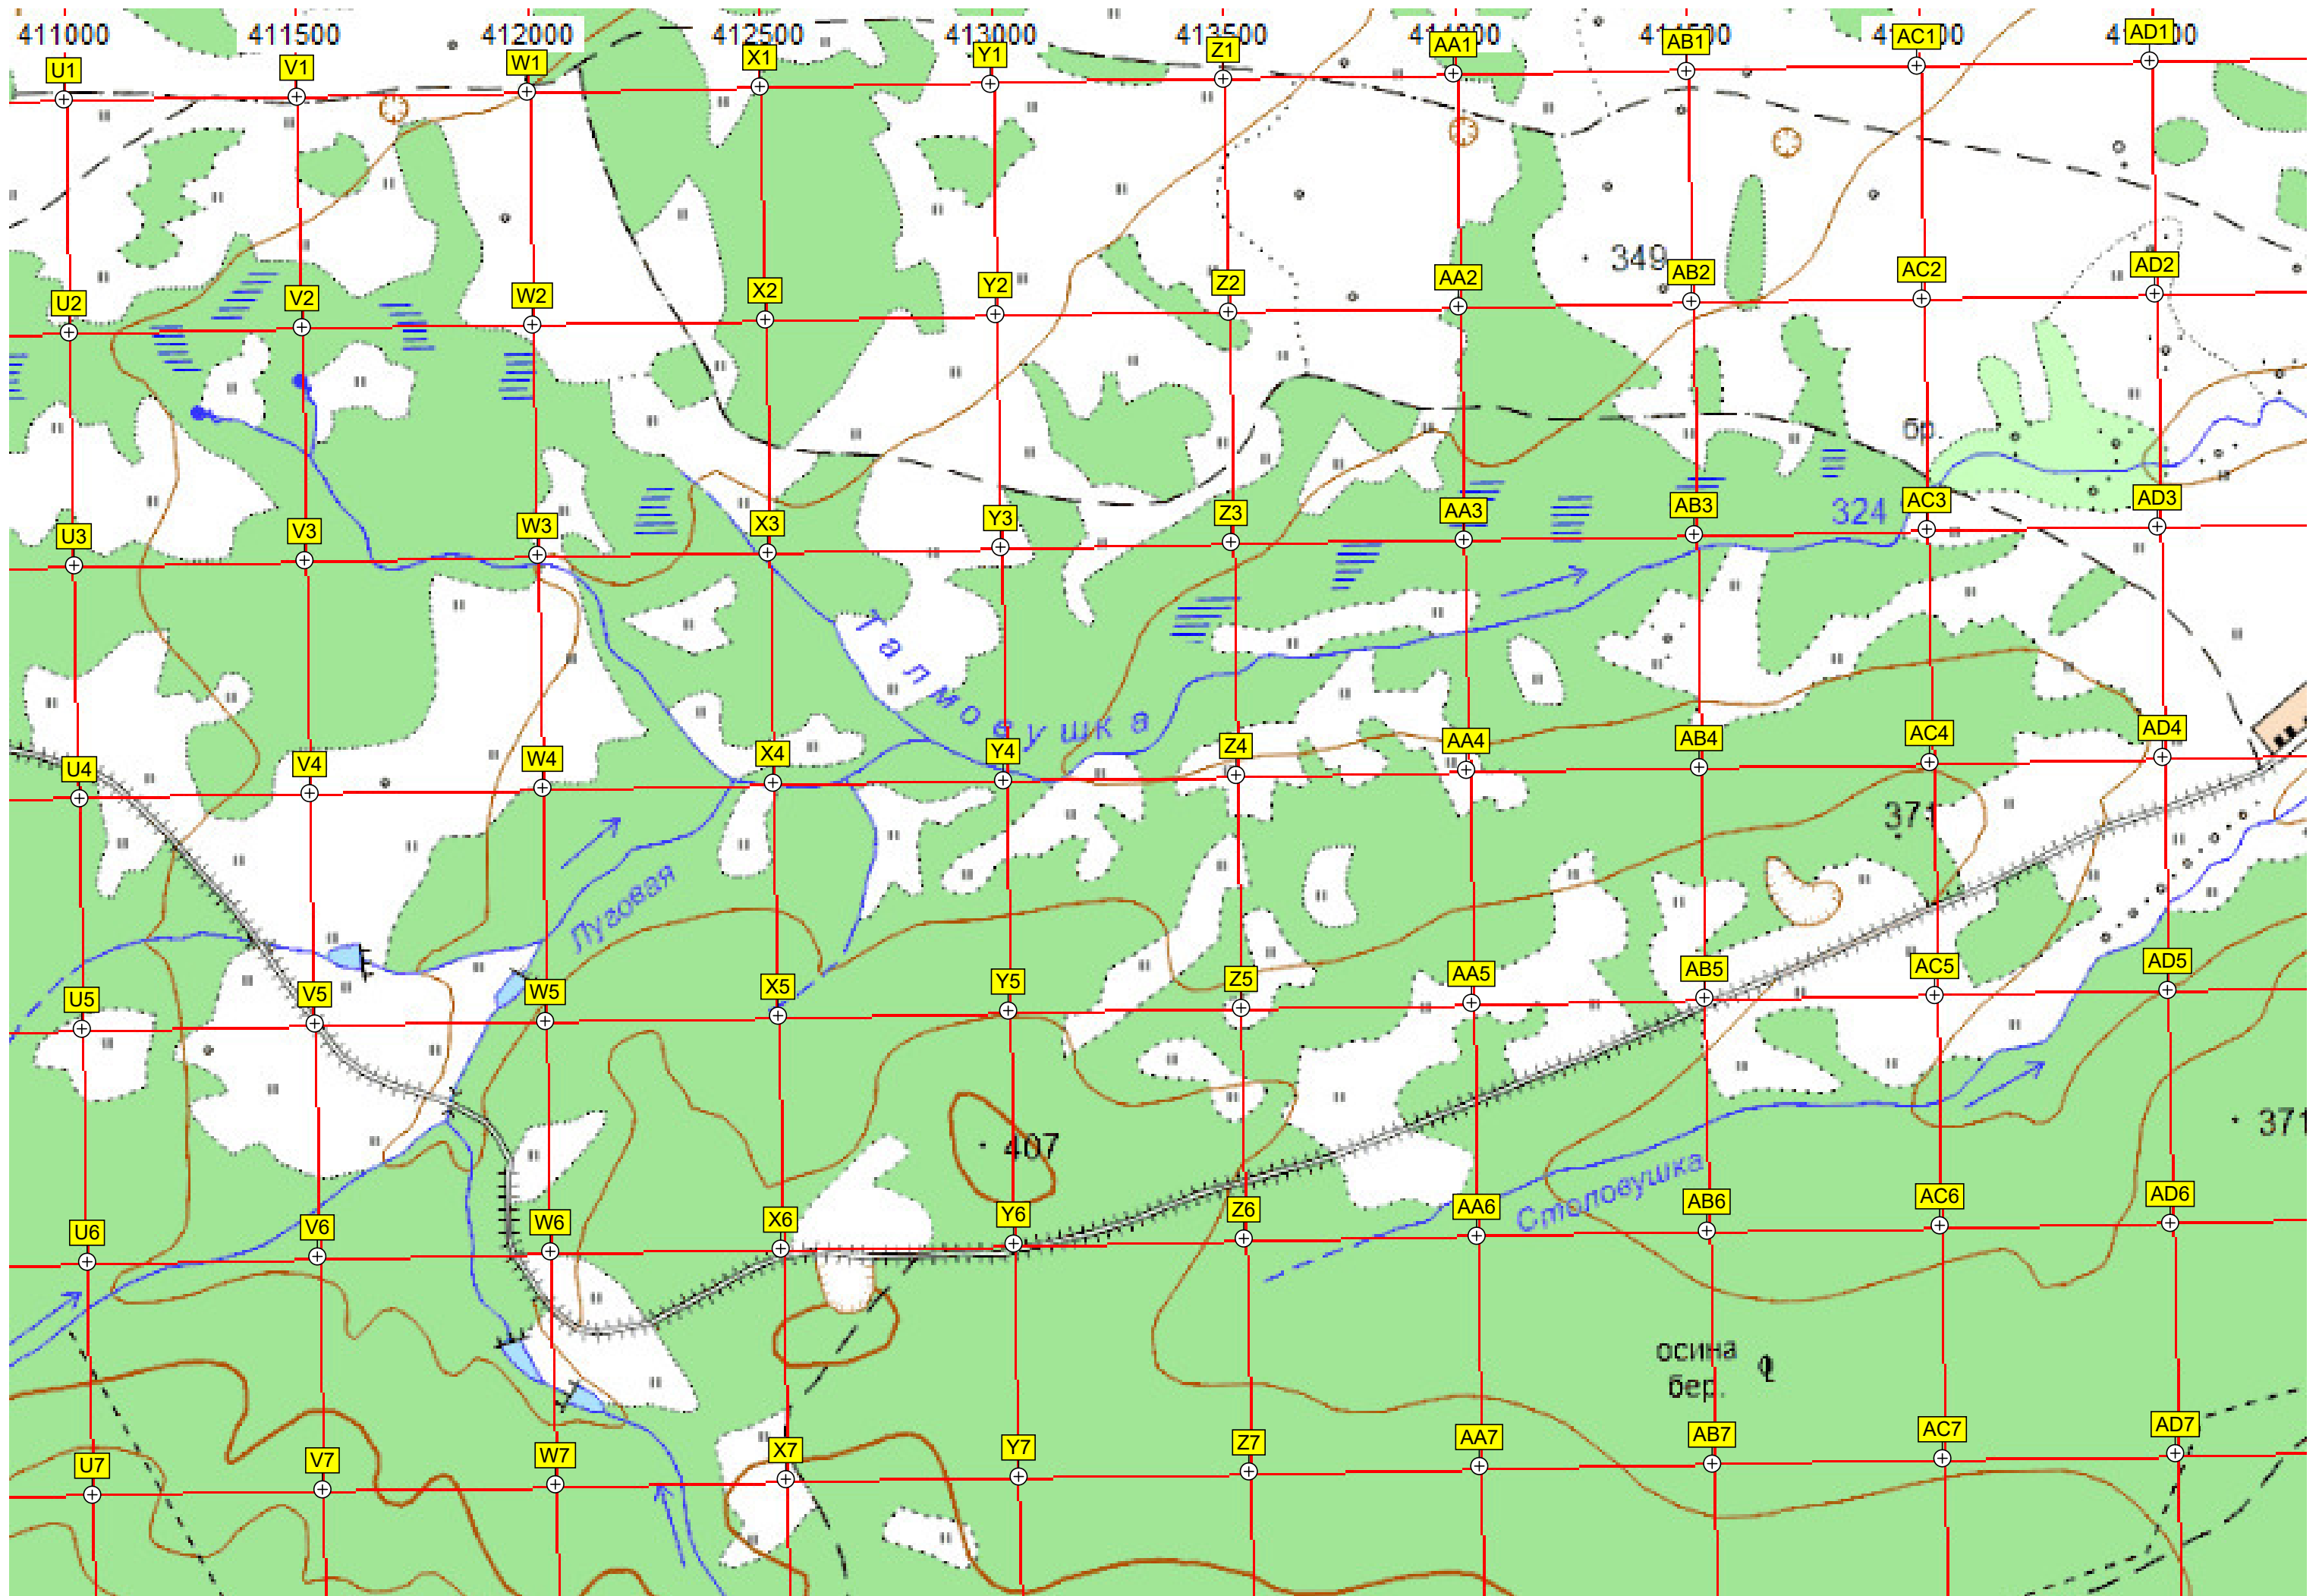 411000 411500 412000 412500 413000 413500
U1 V1 W1 X1 Y1 Z1 AA1 AB1 AC1 AD1
349
U2 V2 W2 X2 Y2 Z2 AA2 AB2 AC2 AD2
бр.
324
U3 V3 W3 X3 Y3 Z3 AA3 AB3 AC3 AD3
Талмовушка
U4 V4 W4 X4 Y4 Z4 AA4 AB4 AC4 AD4
371
Луговая
U5 V5 W5 X5 Y5 Z5 AA5 AB5 AC5 AD5
407
371
Столовушка
U6 V6 W6 X6 Y6 Z6 AA6 AB6 AC6 AD6
осина
бер.
U7 V7 W7 X7 Y7 Z7 AA7 AB7 AC7 AD7